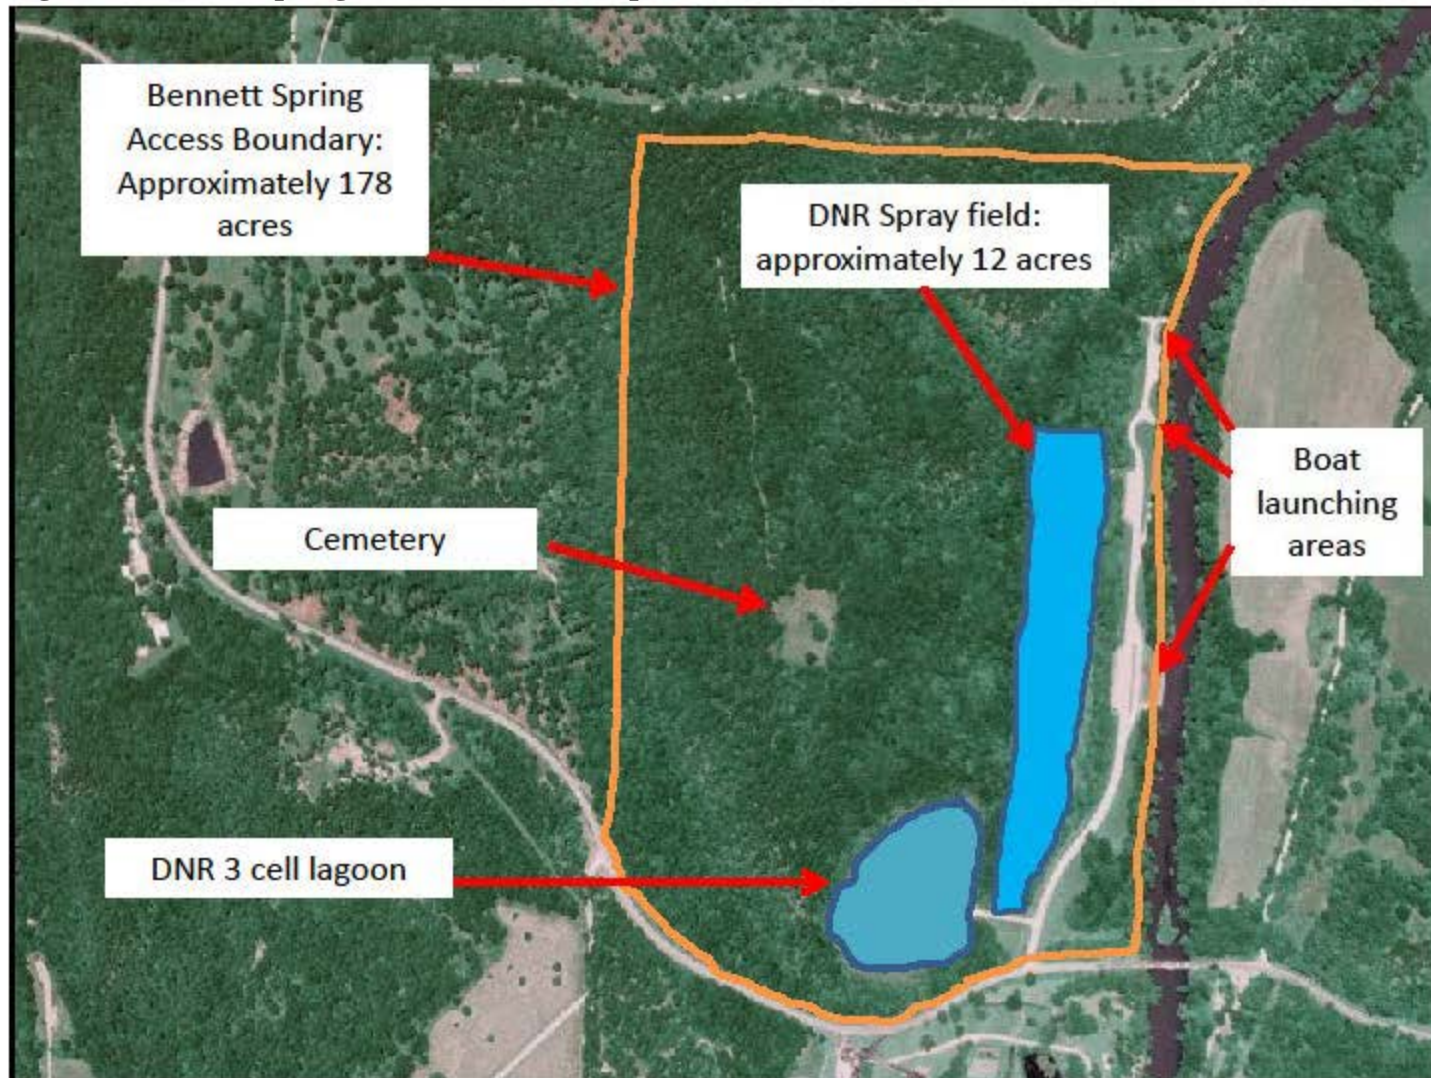 Bennett Spring
Access Boundary:
Approximately 178
acres
DNR Spray field:
approximately 12 acres
Boat
launching
areas
Cemetery
DNR 3 cell lagoon